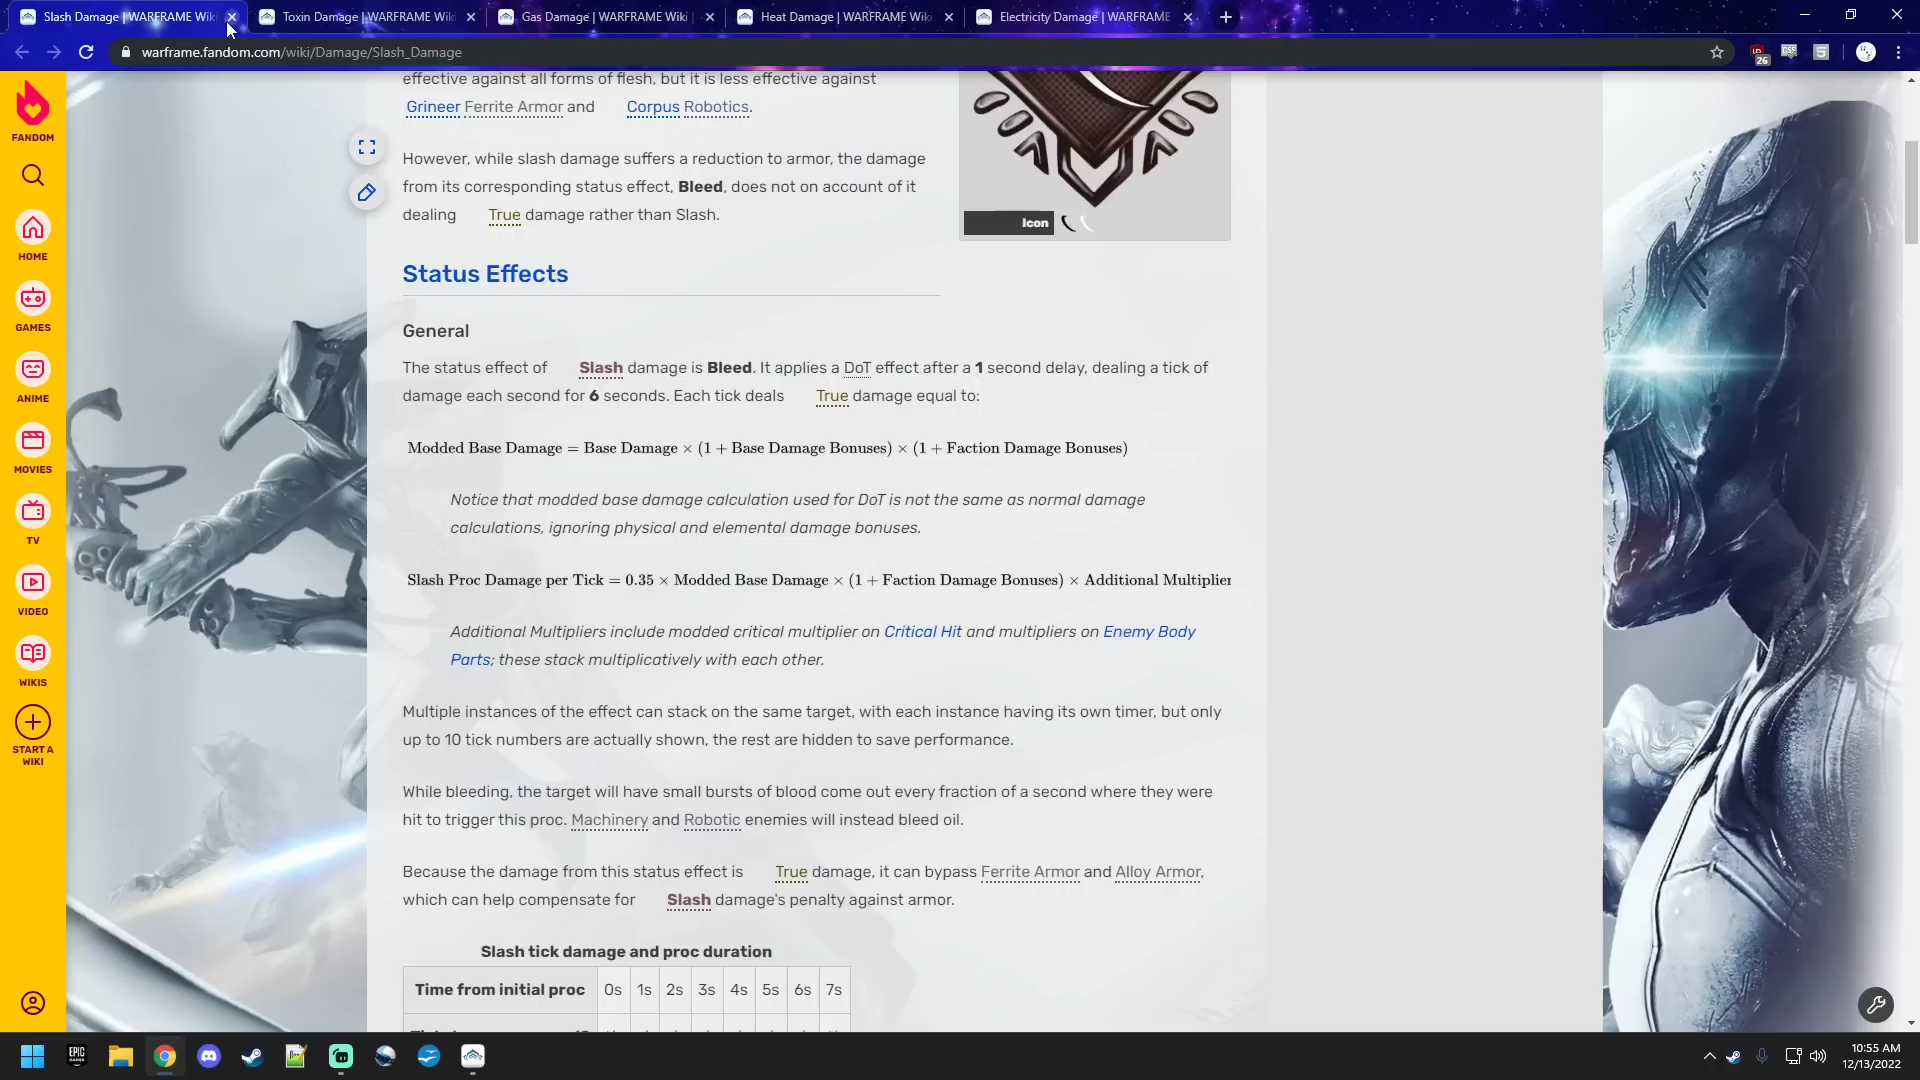 Slash Damage | WARFRAME Wiki
Toxin Damage | WARFRAME Wiki
Gas Damage | WARFRAME Wiki |
Heat Damage | WARFRAME Wiki
Electricity Damage | WARFRAME
warframe.fandom.com/wiki/Damage/Slash_Damage
26
FANDOM
HOME
GAMES
ANIME
MOVIES
TV
VIDEO
WIKIS
START A
WIKI
effective against all forms of flesh, but it is less effective against
Grineer Ferrite Armor and Corpus Robotics.
However, while slash damage suffers a reduction to armor, the damage
from its corresponding status effect, Bleed, does not on account of it
dealing True damage rather than Slash.
Icon
Status Effects
General
The status effect of Slash damage is Bleed. It applies a DoT effect after a 1 second delay, dealing a tick of
damage each second for 6 seconds. Each tick deals True damage equal to:
Modded Base Damage = Base Damage × (1 + Base Damage Bonuses) × (1 + Faction Damage Bonuses)
Notice that modded base damage calculation used for DoT is not the same as normal damage
calculations, ignoring physical and elemental damage bonuses.
Slash Proc Damage per Tick = 0.35 × Modded Base Damage × (1 + Faction Damage Bonuses) × Additional Multiplier
Additional Multipliers include modded critical multiplier on Critical Hit and multipliers on Enemy Body
Parts; these stack multiplicatively with each other.
Multiple instances of the effect can stack on the same target, with each instance having its own timer, but only
up to 10 tick numbers are actually shown, the rest are hidden to save performance.
While bleeding, the target will have small bursts of blood come out every fraction of a second where they were
hit to trigger this proc. Machinery and Robotic enemies will instead bleed oil.
Because the damage from this status effect is True damage, it can bypass Ferrite Armor and Alloy Armor,
which can help compensate for Slash damage's penalty against armor.
Slash tick damage and proc duration
Time from initial proc 0s 1s 2s 3s 4s 5s 6s 7s
EPIC
10:55 AM
12/13/2022